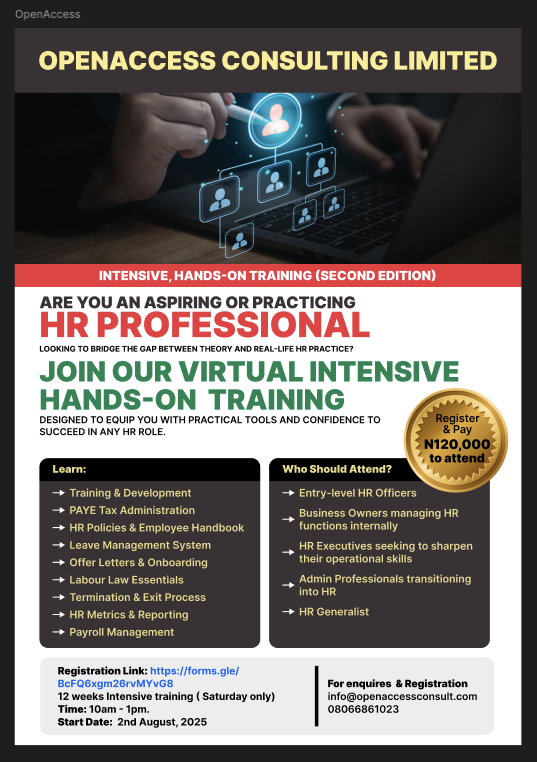 OpenAccess
OPENACCESS CONSULTING LIMITED
INTENSIVE, HANDS-ON TRAINING (SECOND EDITION)
ARE YOU AN ASPIRING OR PRACTICING
HR PROFESSIONAL
LOOKING TO BRIDGE THE GAP BETWEEN THEORY AND REAL-LIFE HR PRACTICE?
JOIN OUR VIRTUAL INTENSIVE
HANDS-ON TRAINING
DESIGNED TO EQUIP YOU WITH PRACTICAL TOOLS AND CONFIDENCE TO
SUCCEED IN ANY HR ROLE.
Register
& Pay
N120,000
to attend
Learn:
Training & Development
PAYE Tax Administration
HR Policies & Employee Handbook
Leave Management System
Offer Letters & Onboarding
Labour Law Essentials
Termination & Exit Process
HR Metrics & Reporting
Payroll Management
Who Should Attend?
Entry-level HR Officers
Business Owners managing HR
functions internally
HR Executives seeking to sharpen
their operational skills
Admin Professionals transitioning
into HR
HR Generalist
Registration Link: https://forms.gle/
BcFQ6xgm26rvMYvG8
12 weeks Intensive training ( Saturday only)
Time: 10am - 1pm.
Start Date: 2nd August, 2025
For enquires & Registration
info@openaccessconsult.com
08066861023